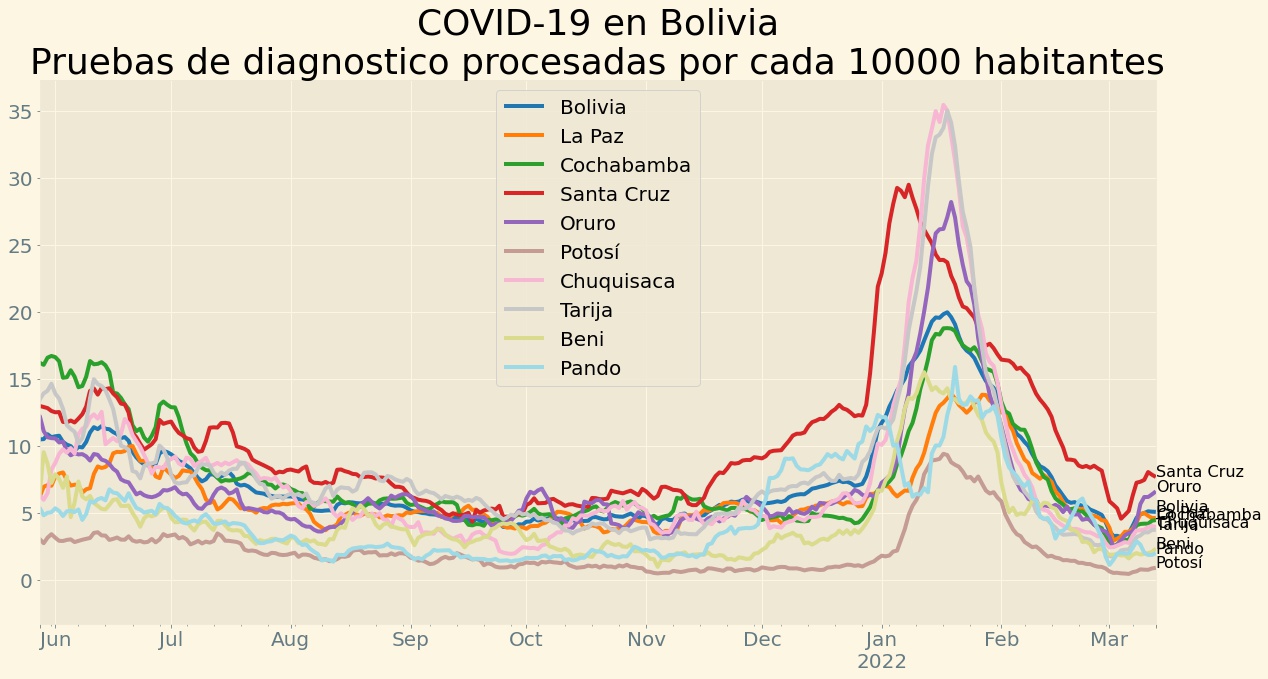 COVID-19 en Bolivia
Pruebas de diagnostico procesadas por cada 10000 habitantes
35
30
25
20
15
10
5
0
Bolivia
La Paz
Cochabamba
Santa Cruz
Oruro
Potosí
Chuquisaca
Tarija
Beni
Pando
Santa Cruz
Oruro
Bolivia
Cochabamba
Chuquisaca
Tarija
Beni
Pando
Potosí
Jun Jul Aug Sep Oct Nov Dec Jan Feb Mar
2022